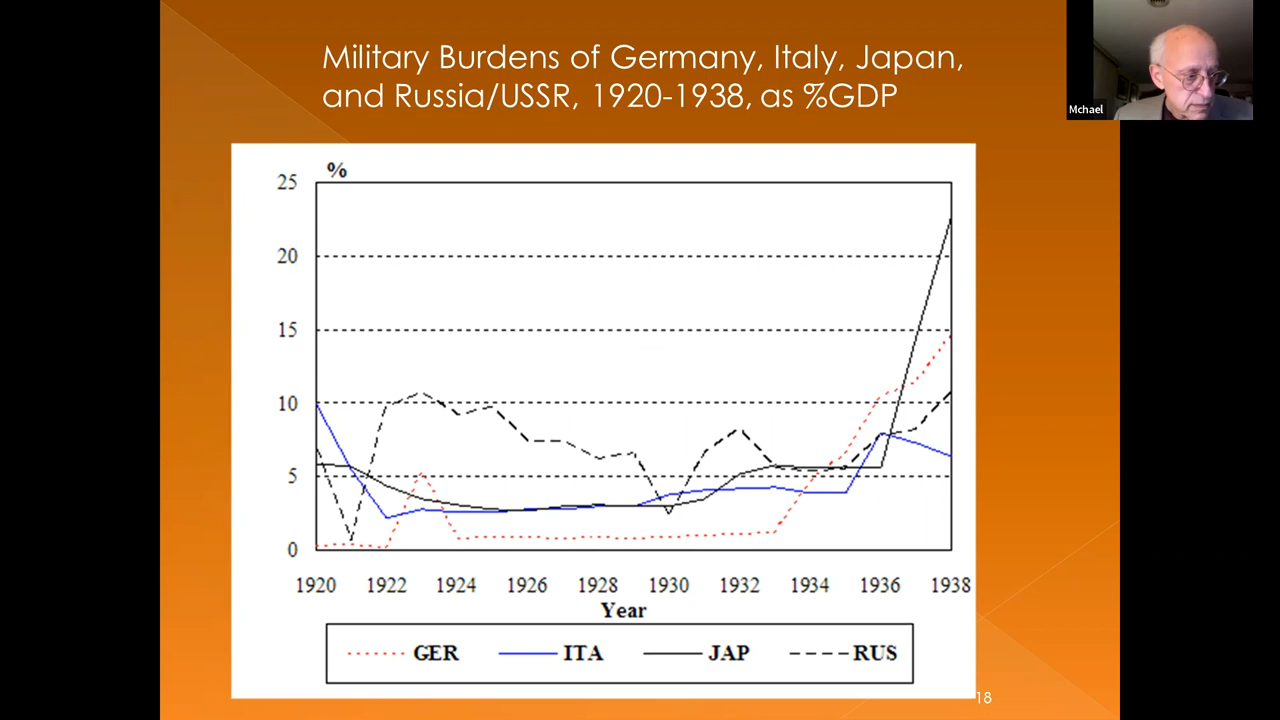 Military Burdens of Germany, Italy, Japan,
and Russia/USSR, 1920-1938, as %GDP
Mchael
%
25
20
15
10
5
0
1920 1922 1924 1926 1928 1930 1932 1934 1936 1938
Year
GER ITA JAP RUS
18